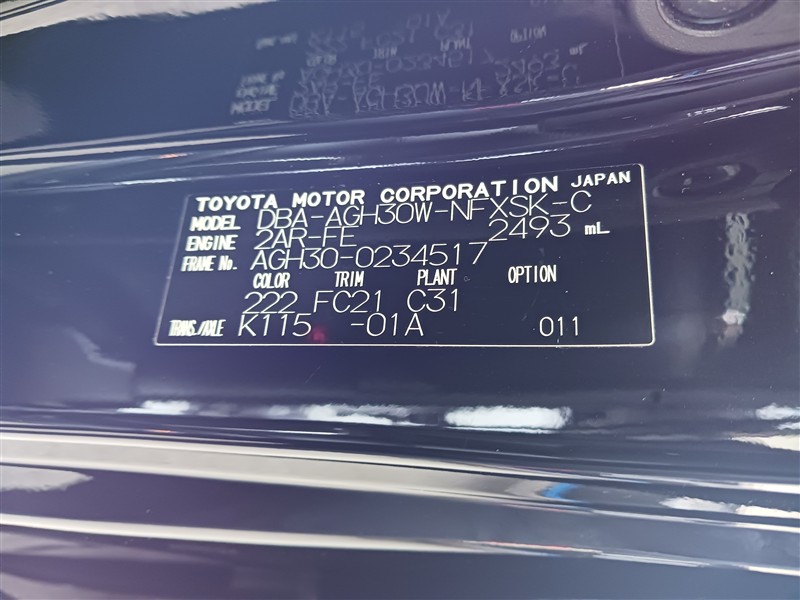 TOYOTA MOTOR CORPORATION JAPAN
MODEL DBA-AGH30W-NFXSK-C
ENGINE 2AR-FE 2493 mL
FRAME No. AGH30-0234517
COLOR TRIM PLANT OPTION
222 FC21 C31
TRANS./AXLE K115 -01A 011